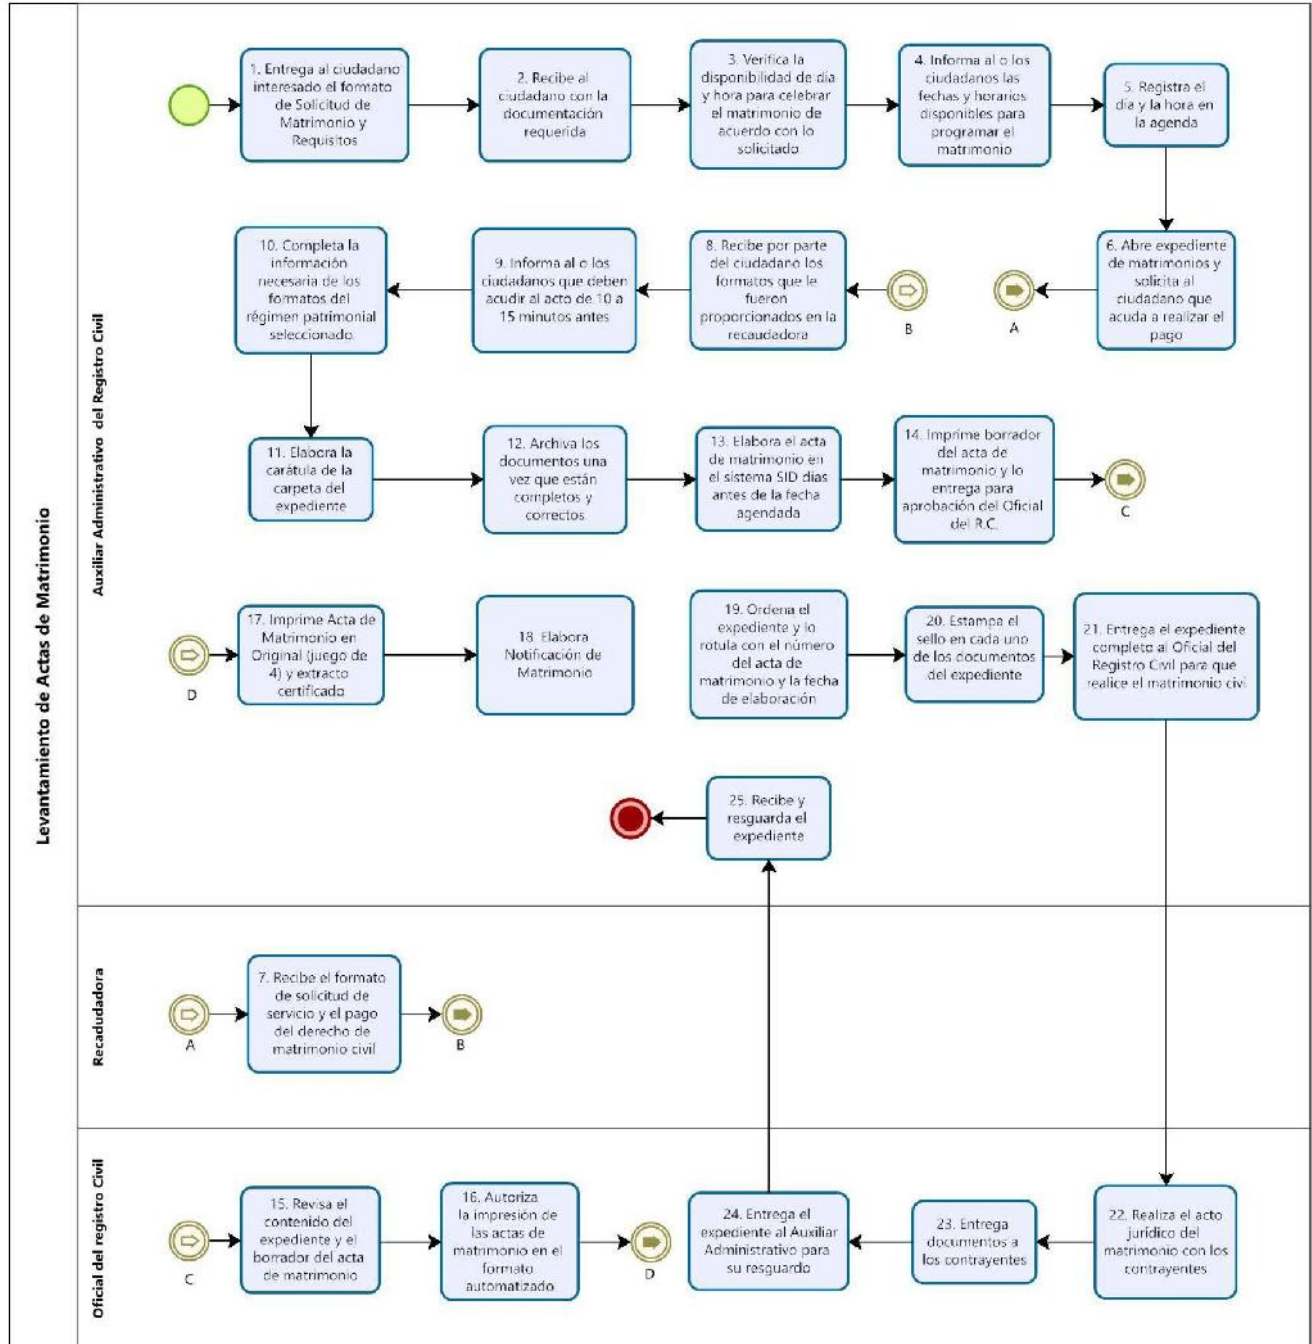 Levantamiento de Actas de Matrimonio
Auxiliar Administrativo del Registro Civil
1. Entrega al ciudadano
interesado el formato
de Solicitud de
Matrimonio y
Requisitos
2. Recibe al
ciudadano con la
documentación
requerida
3. Verifica la
disponibilidad de día
y hora para celebrar
el matrimonio de
acuerdo con lo
solicitado
4. Informa al o los
ciudadanos las
fechas y horarios
disponibles para
programar el
matrimonio
5. Registra el
día y la hora en
la agenda
6. Abre expediente
de matrimonios y
solicita al
ciudadano que
acuda a realizar el
pago
A
B
8. Recibe por parte
del ciudadano los
formatos que le
fueron
proporcionados en la
recaudadora
9. Informa al o los
ciudadanos que deben
acudir al acto de 10 a
15 minutos antes
10. Completa la
información
necesaria de los
formatos del
régimen patrimonial
seleccionado.
11. Elabora la
carátula de la
carpeta del
expediente
12. Archiva los
documentos una
vez que están
completos y
correctos
13. Elabora el acta
de matrimonio en
el sistema SID días
antes de la fecha
agendada
14. Imprime borrador
del acta de
matrimonio y lo
entrega para
aprobación del Oficial
del R.C.
C
D
17. Imprime Acta de
Matrimonio en
Original (juego de
4) y extracto
certificado
18. Elabora
Notificación de
Matrimonio
19. Ordena el
expediente y lo
rotula con el número
del acta de
matrimonio y la fecha
de elaboración
20. Estampa el
sello en cada uno
de los documentos
del expediente
21. Entrega el expediente
completo al Oficial del
Registro Civil para que
realice el matrimonio civi
25. Recibe y
resguarda el
expediente
Recadudadora
A
7. Recibe el formato
de solicitud de
servicio y el pago
del derecho de
matrimonio civil
B
Oficial del registro Civil
C
15. Revisa el
contenido del
expediente y el
borrador del acta
de matrimonio
16. Autoriza
la impresión de
las actas de
matrimonio en el
formato
automatizado
D
24. Entrega el
expediente al Auxiliar
Administrativo para
su resguardo
23. Entrega
documentos a
los contrayentes
22. Realiza el acto
jurídico del
matrimonio con los
contrayentes